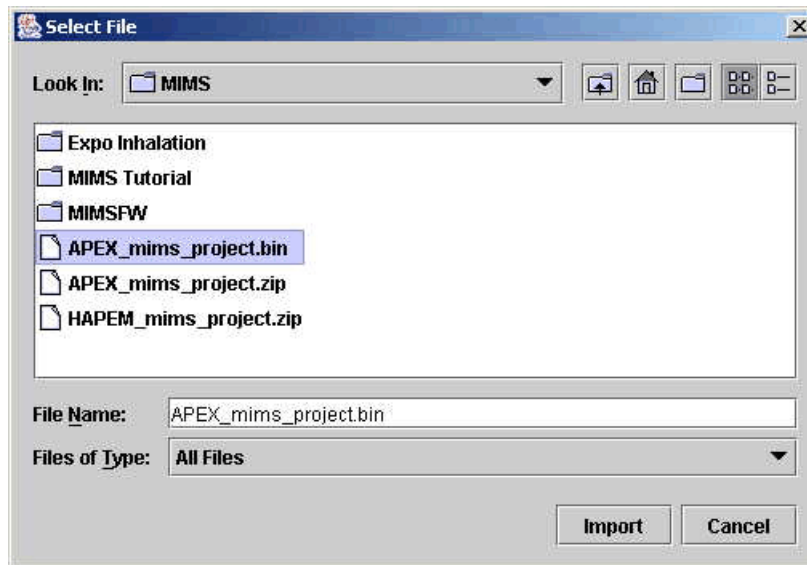 Select File
Look In: MIMS
Expo Inhalation
MIMS Tutorial
MIMSFW
APEX_mims_project.bin
APEX_mims_project.zip
HAPEM_mims_project.zip
File Name: APEX_mims_project.bin
Files of Type: All Files
Import Cancel